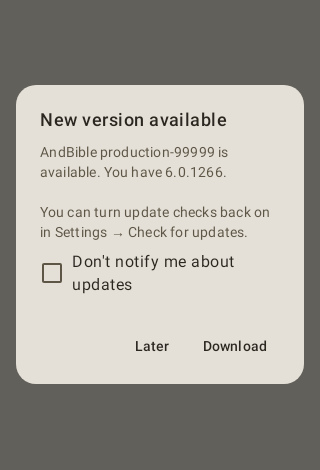 New version available
AndBible production-99999 is
available. You have 6.0.1266.
You can turn update checks back on
in Settings → Check for updates.
Don't notify me about
updates
Later
Download